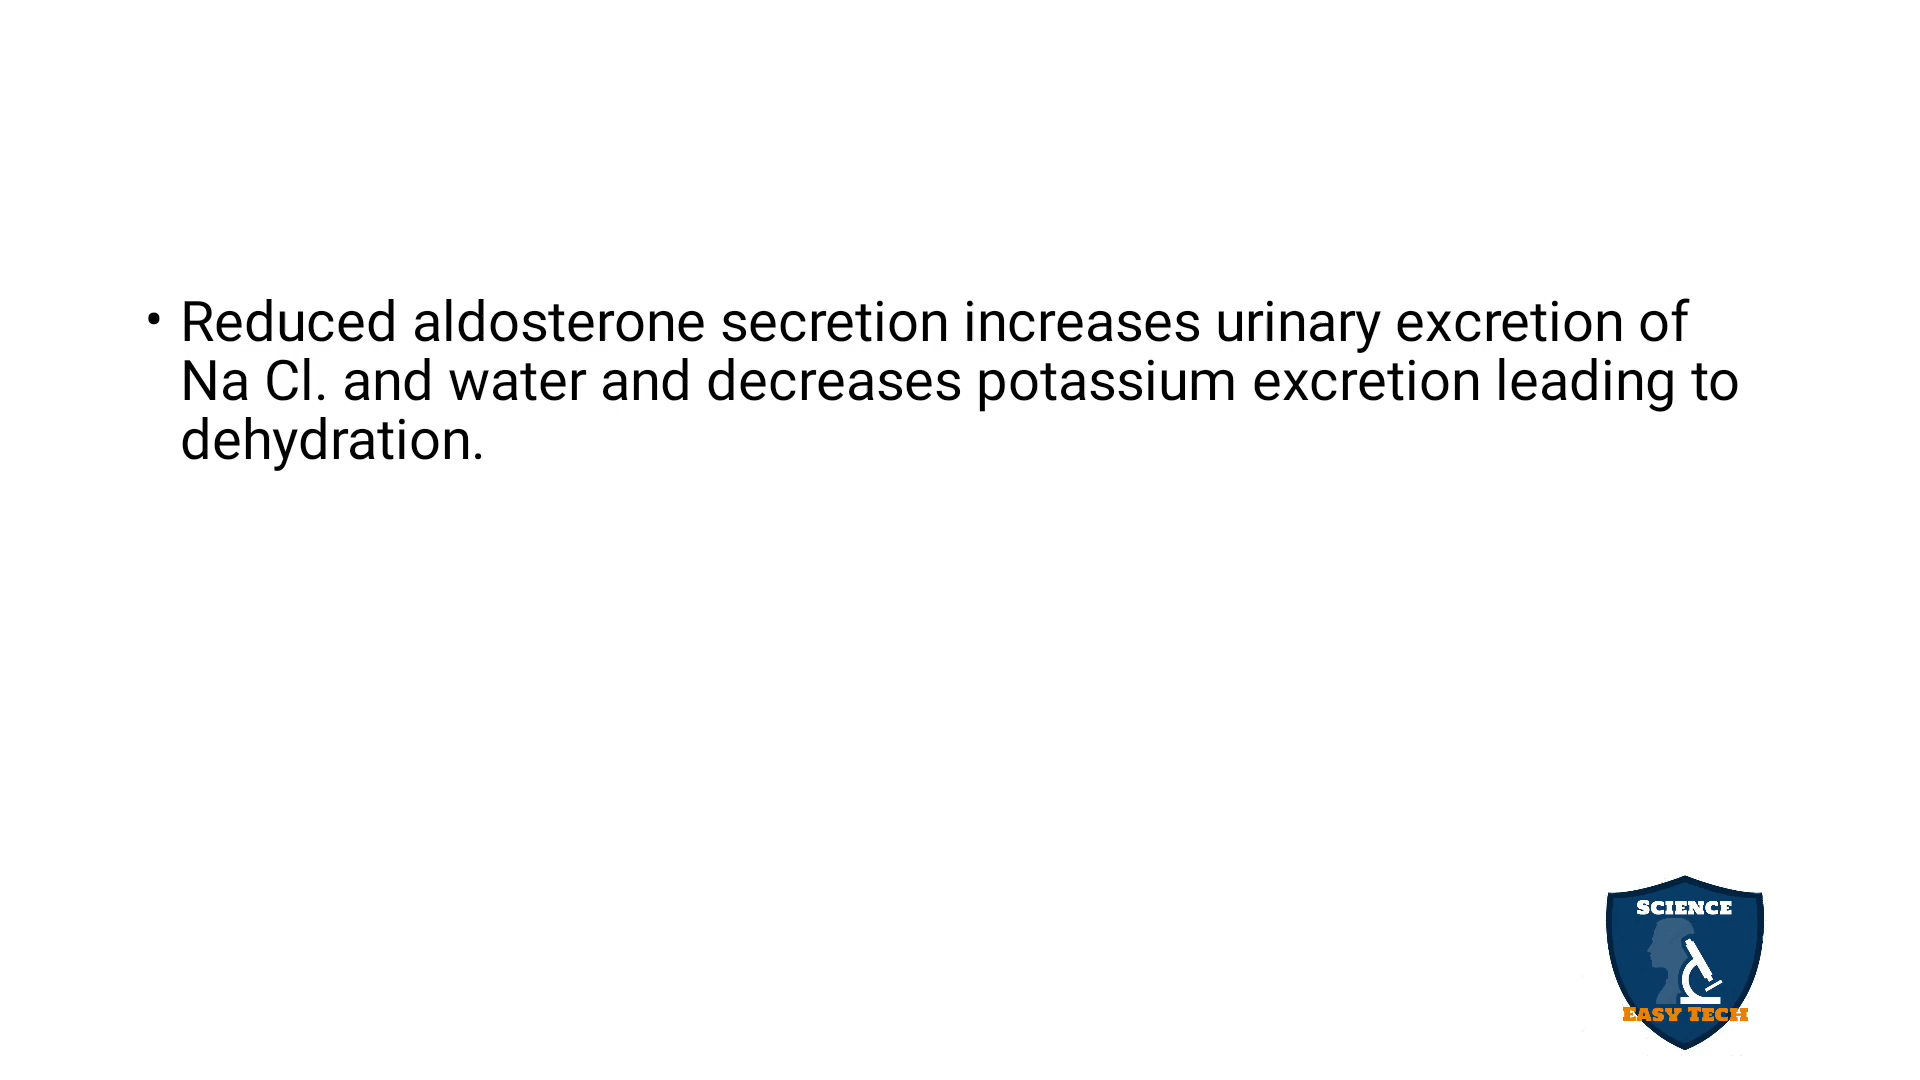 • Reduced aldosterone secretion increases urinary excretion of
Na Cl. and water and decreases potassium excretion leading to
dehydration.
SCIENCE
EASY TECH